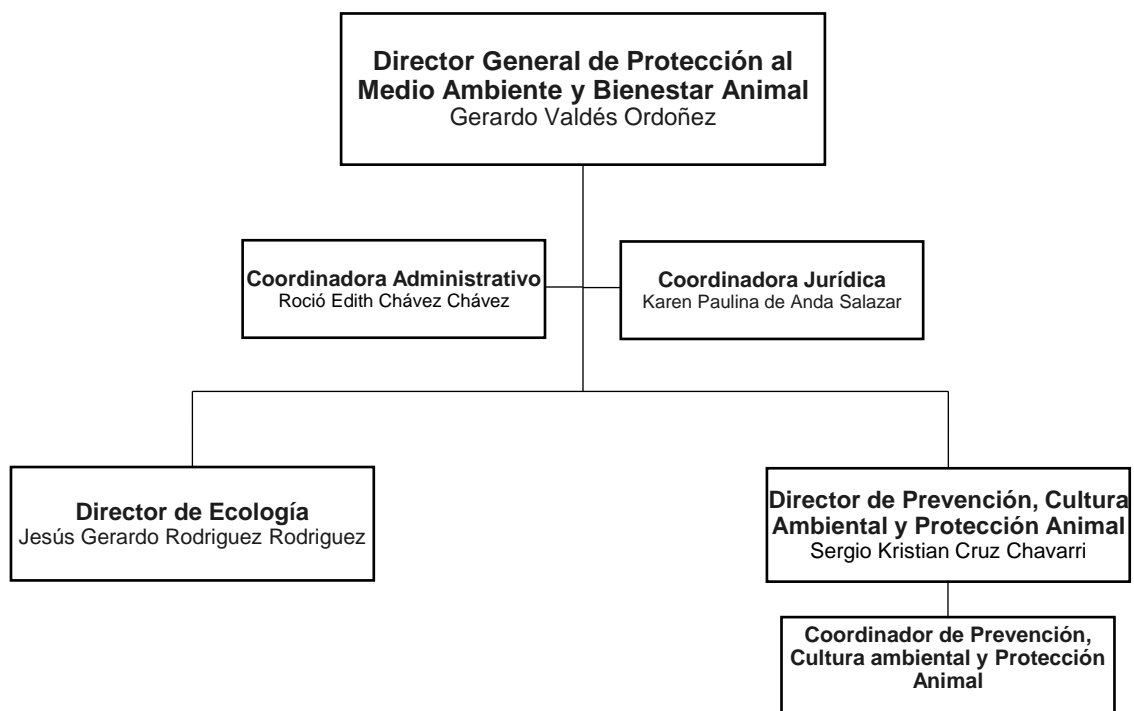 Director General de Protección al
Medio Ambiente y Bienestar Animal
Gerardo Valdés Ordoñez
Coordinadora Administrativo
Roció Edith Chávez Chávez
Coordinadora Jurídica
Karen Paulina de Anda Salazar
Director de Ecología
Jesús Gerardo Rodriguez Rodriguez
Director de Prevención, Cultura
Ambiental y Protección Animal
Sergio Kristian Cruz Chavarri
Coordinador de Prevención,
Cultura ambiental y Protección
Animal